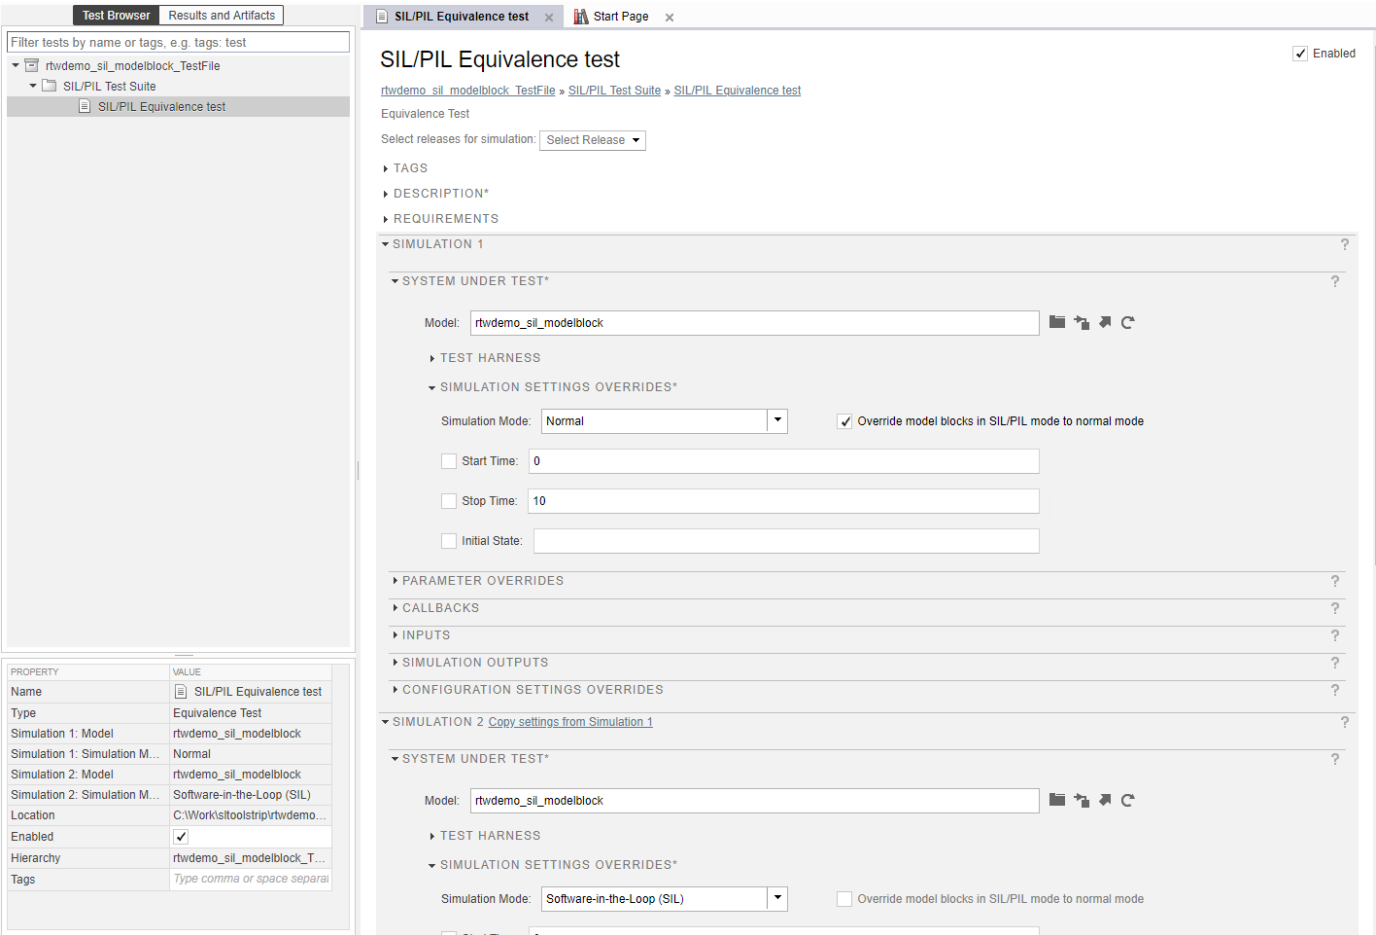 Test Browser
Results and Artifacts
SIL/PIL Equivalence test
Start Page
Filter tests by name or tags, e.g. tags: test
rtwdemo_sil_modelblock_TestFile
SIL/PIL Test Suite
SIL/PIL Equivalence test
SIL/PIL Equivalence test
Enabled
rtwdemo_sil_modelblock_TestFile » SIL/PIL Test Suite » SIL/PIL Equivalence test
Equivalence Test
Select releases for simulation: Select Release
TAGS
DESCRIPTION*
REQUIREMENTS
SIMULATION 1 ?
SYSTEM UNDER TEST* ?
Model: rtwdemo_sil_modelblock
TEST HARNESS
SIMULATION SETTINGS OVERRIDES*
Simulation Mode: Normal Override model blocks in SIL/PIL mode to normal mode
Start Time: 0
Stop Time: 10
Initial State:
PARAMETER OVERRIDES ?
CALLBACKS ?
INPUTS ?
SIMULATION OUTPUTS ?
CONFIGURATION SETTINGS OVERRIDES ?
SIMULATION 2 Copy settings from Simulation 1 ?
SYSTEM UNDER TEST* ?
Model: rtwdemo_sil_modelblock
TEST HARNESS
SIMULATION SETTINGS OVERRIDES*
Simulation Mode: Software-in-the-Loop (SIL) Override model blocks in SIL/PIL mode to normal mode
PROPERTY VALUE
Name SIL/PIL Equivalence test
Type Equivalence Test
Simulation 1: Model rtwdemo_sil_modelblock
Simulation 1: Simulation M... Normal
Simulation 2: Model rtwdemo_sil_modelblock
Simulation 2: Simulation M... Software-in-the-Loop (SIL)
Location C:\Work\sltoolstrip\rtwdemo...
Enabled
Hierarchy rtwdemo_sil_modelblock_T...
Tags Type comma or space separat